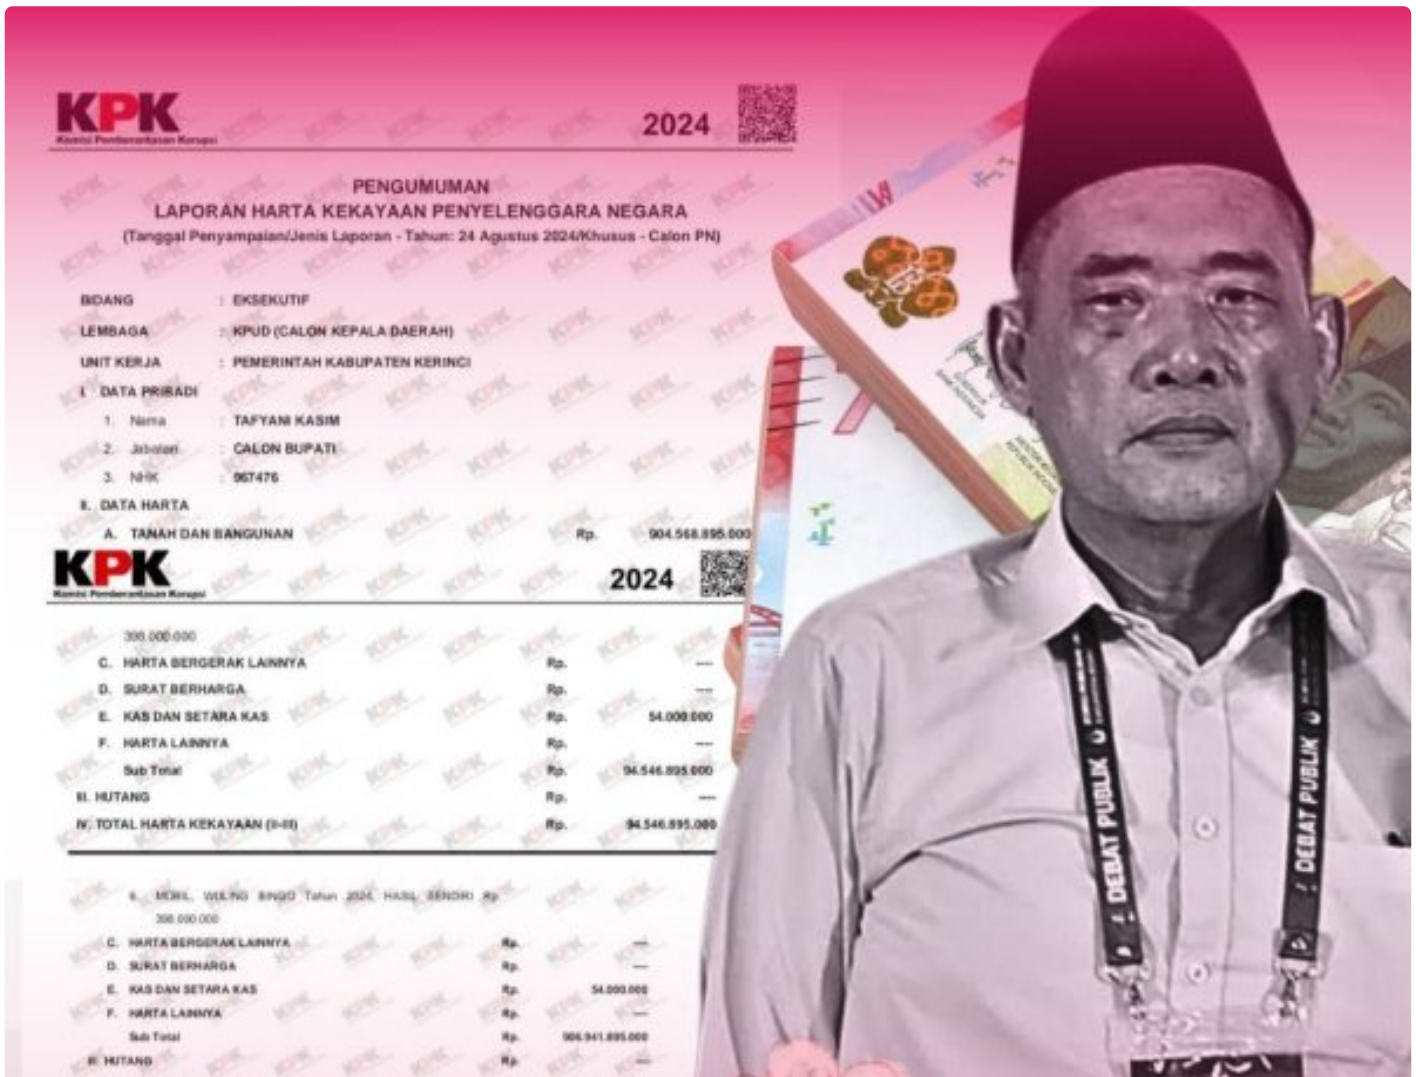 KPK
Komisi Pemberantasan Korupsi
2024
PENGUMUMAN
LAPORAN HARTA KEKAYAAN PENYELENGGARA NEGARA
(Tanggal Penyampaian/Jenis Laporan - Tahun: 24 Agustus 2024/Khusus - Calon PN)
BIDANG : EKSEKUTIF
LEMBAGA : KPUD (CALON KEPALA DAERAH)
UNIT KERJA : PEMERINTAH KABUPATEN KERINCI
I. DATA PRIBADI
1. Nama : TAFYANI KASIM
2. Jabatan : CALON BUPATI
3. NHK : 967476
II. DATA HARTA
A. TANAH DAN BANGUNAN Rp. 904.568.895.000
KPK
Komisi Pemberantasan Korupsi
2024
398.000.000
C. HARTA BERGERAK LAINNYA Rp. ----
D. SURAT BERHARGA Rp. ----
E. KAS DAN SETARA KAS Rp. 54.000.000
F. HARTA LAINNYA Rp. ----
Sub Total Rp. 94.546.895.000
III. HUTANG Rp. ----
IV. TOTAL HARTA KEKAYAAN (II-III) Rp. 94.546.895.000
6. MOBIL, WULING BINGO Tahun 2024, HASIL SENDIRI Rp.
398.000.000
C. HARTA BERGERAK LAINNYA Rp. ----
D. SURAT BERHARGA Rp. ----
E. KAS DAN SETARA KAS Rp. 54.000.000
F. HARTA LAINNYA Rp. ----
Sub Total Rp. 906.941.895.000
III. HUTANG Rp. ----
DEBAT PUBLIK
DEBAT PUBLIK